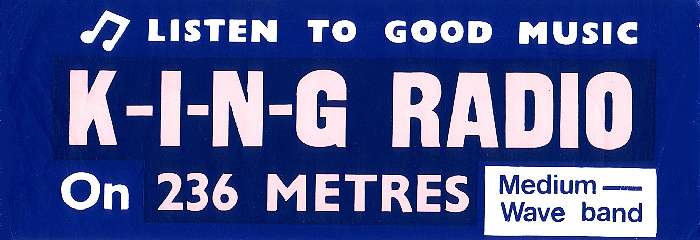 LISTEN TO GOOD MUSIC
K-I-N-G RADIO
On 236 METRES
Medium—
Wave band